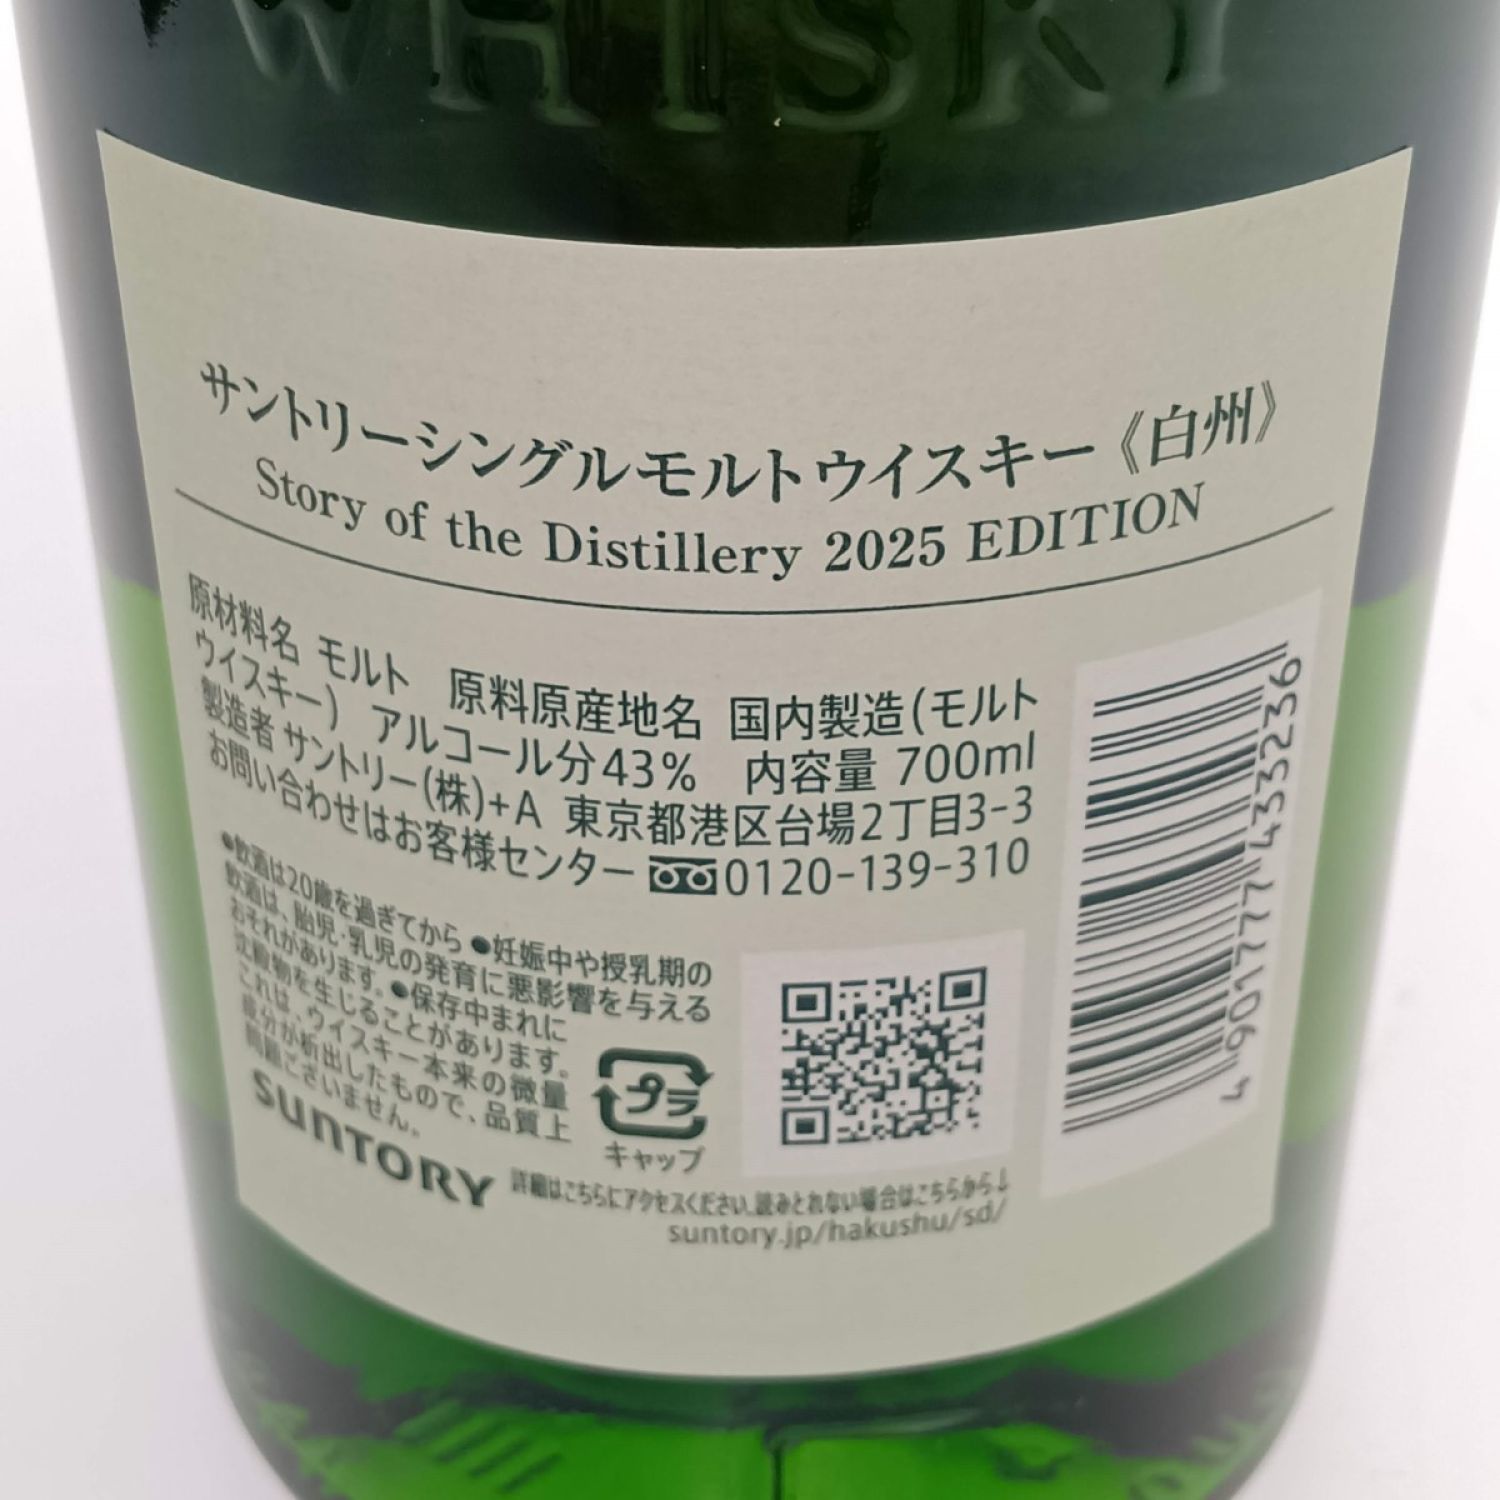 WHISKY
サントリーシングルモルトウイスキー《白州》
Story of the Distillery 2025 EDITION
原材料名 モルト 原料原産地名 国内製造(モルト
ウイスキー) アルコール分43% 内容量 700ml
製造者 サントリー(株)+A 東京都港区台場2丁目3-3
お問い合わせはお客様センター 0120-139-310
●飲酒は20歳を過ぎてから ●妊娠中や授乳期の
飲酒は、胎児・乳児の発育に悪影響を与える
おそれがあります。●保存中まれに
沈殿物を生じることがあります。
これは、ウイスキー本来の微量
成分が析出したもので、品質上
問題ございません。
プラ
キャップ
SUNTORY
詳細はこちらにアクセスください。読みとれない場合はこちらから↓
suntory.jp/hakushu/sd/
4901777433236